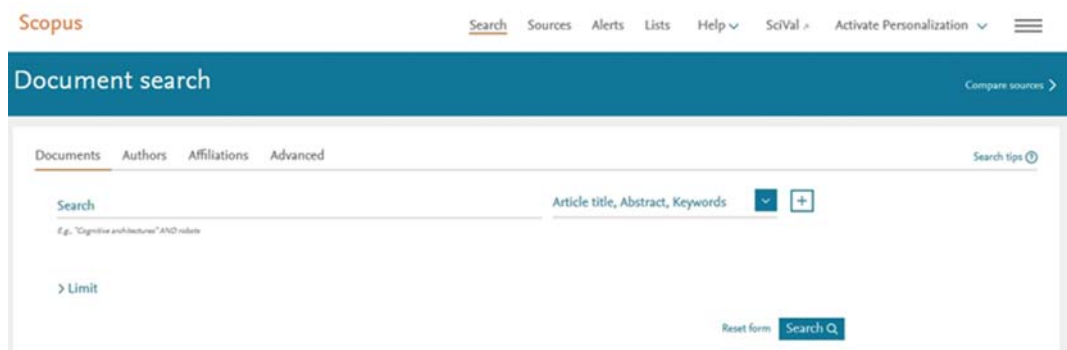 Scopus
Search Sources Alerts Lists Help SciVal Activate Personalization
Document search
Compare sources
Documents Authors Affiliations Advanced
Search tips
Search
Article title, Abstract, Keywords
E.g., "Cognitive architectures" AND robots
Limit
Reset form Search